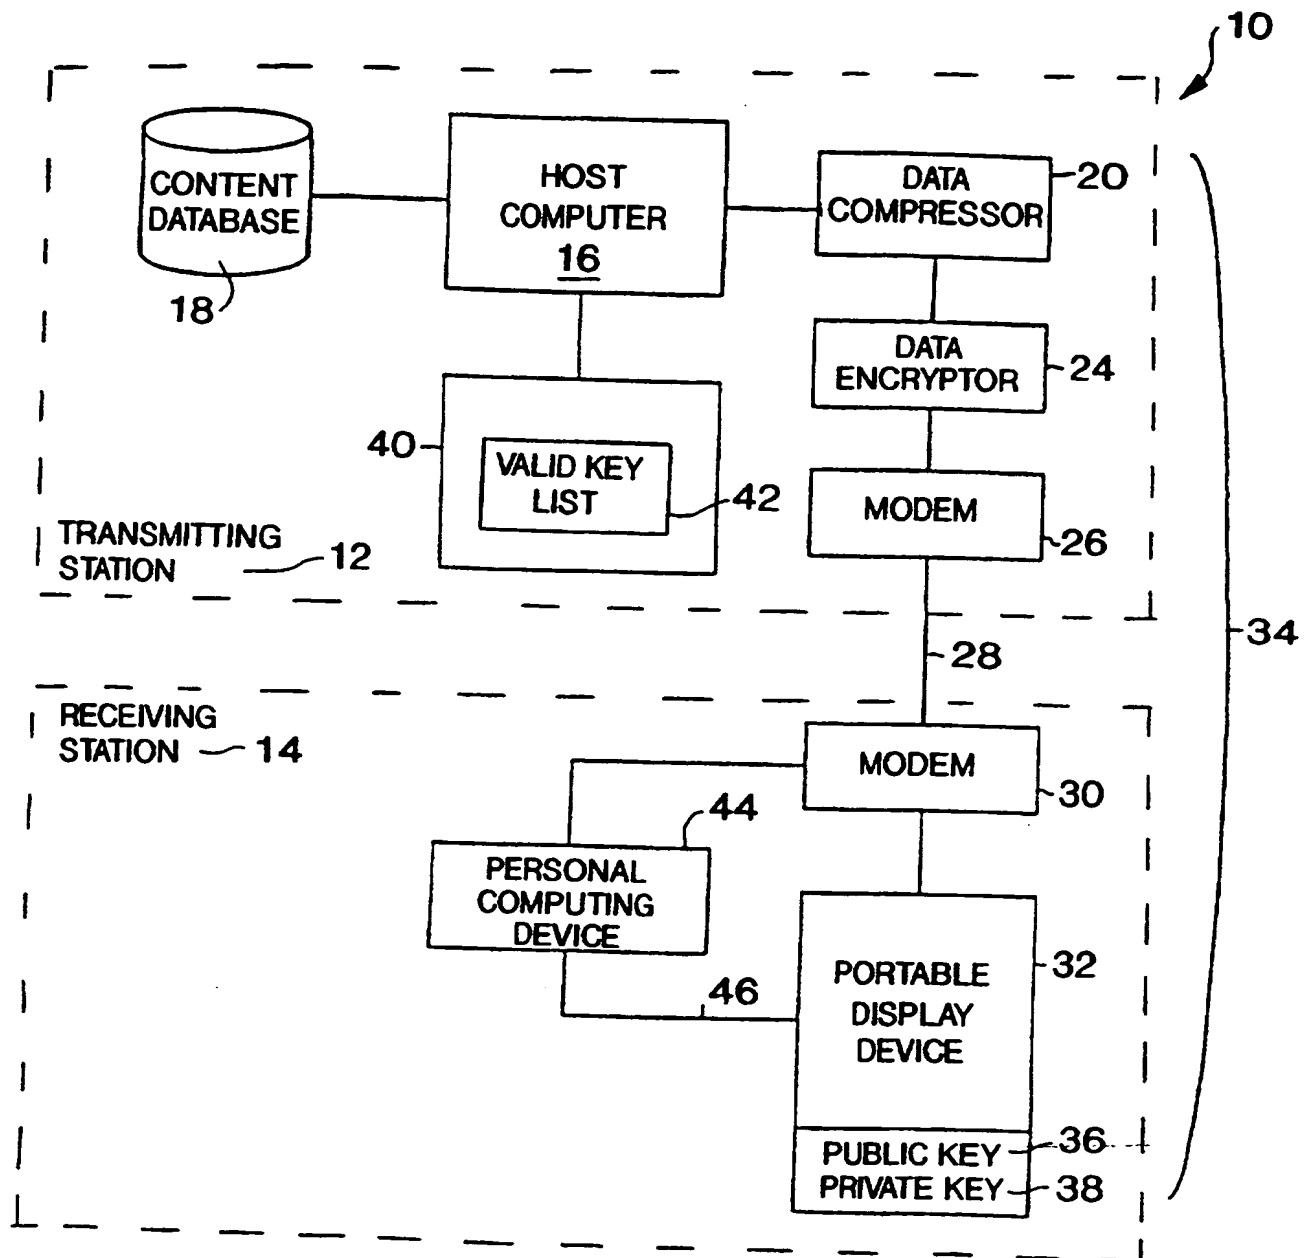 10
CONTENT
DATABASE
18
HOST
COMPUTER
16
DATA
COMPRESSOR
20
DATA
ENCRYPTOR
24
40
VALID KEY
LIST
42
MODEM
26
TRANSMITTING
STATION
12
28
34
RECEIVING
STATION
14
MODEM
30
44
PERSONAL
COMPUTING
DEVICE
46
PORTABLE
DISPLAY
DEVICE
32
PUBLIC KEY
36
PRIVATE KEY
38